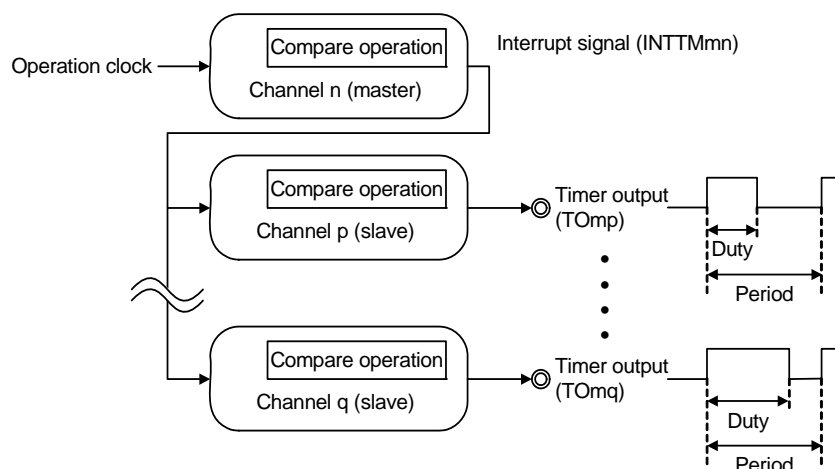 Compare operation
Interrupt signal (INTTMmn)
Operation clock
Channel n (master)
Compare operation
Timer output
(TOmp)
Channel p (slave)
Duty
Period
Compare operation
Timer output
(TOmq)
Channel q (slave)
Duty
Period